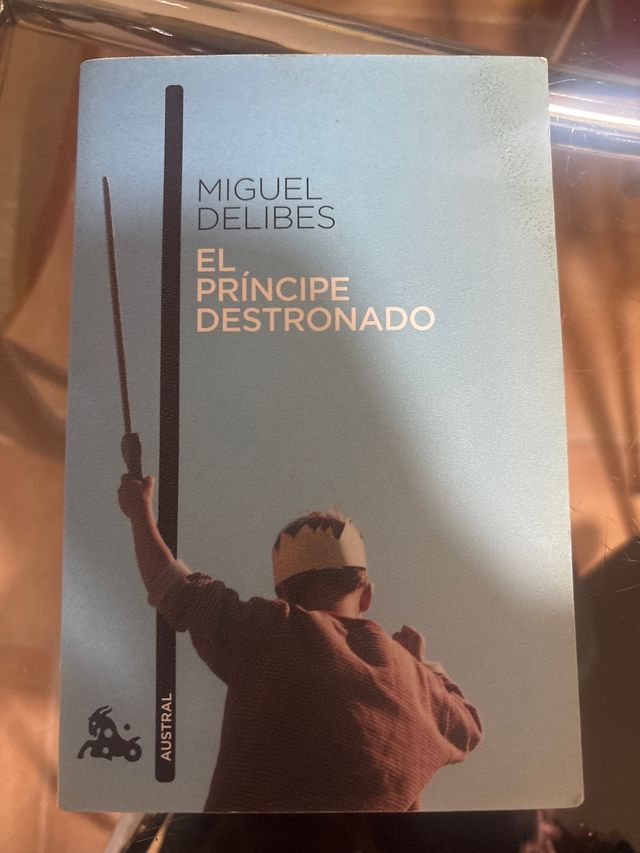 MIGUEL
DELIBES
EL
PRÍNCIPE
DESTRONADO
AUSTRAL